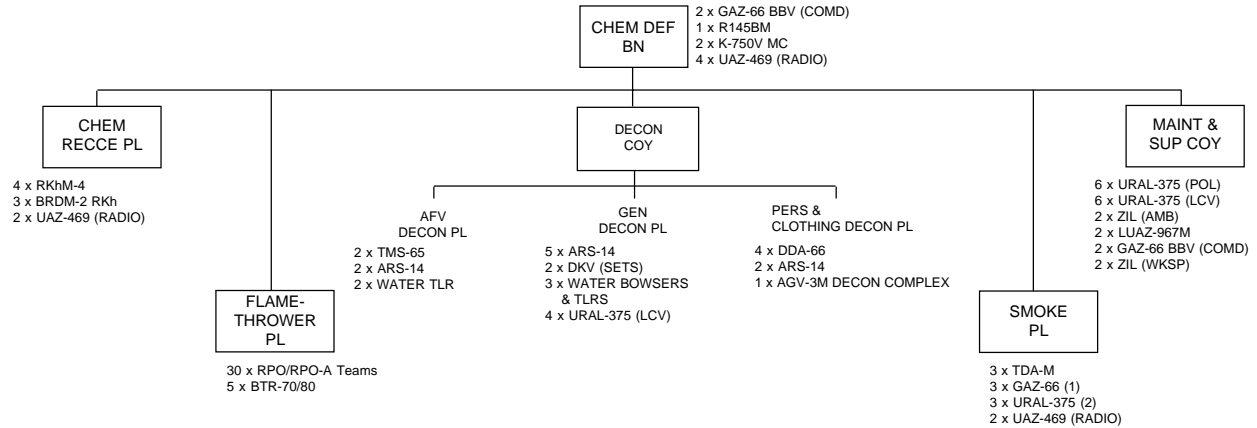 CHEM DEF
BN
2 x GAZ-66 BBV (COMD)
1 x R145BM
2 x K-750V MC
4 x UAZ-469 (RADIO)
CHEM
RECCE PL
4 x RKhM-4
3 x BRDM-2 RKh
2 x UAZ-469 (RADIO)
FLAME-
THROWER
PL
30 x RPO/RPO-A Teams
5 x BTR-70/80
DECON
COY
AFV
DECON PL
2 x TMS-65
2 x ARS-14
2 x WATER TLR
GEN
DECON PL
5 x ARS-14
2 x DKV (SETS)
3 x WATER BOWSERS
& TLRS
4 x URAL-375 (LCV)
PERS &
CLOTHING DECON PL
4 x DDA-66
2 x ARS-14
1 x AGV-3M DECON COMPLEX
SMOKE
PL
3 x TDA-M
3 x GAZ-66 (1)
3 x URAL-375 (2)
2 x UAZ-469 (RADIO)
MAINT &
SUP COY
6 x URAL-375 (POL)
6 x URAL-375 (LCV)
2 x ZIL (AMB)
2 x LUAZ-967M
2 x GAZ-66 BBV (COMD)
2 x ZIL (WKSP)